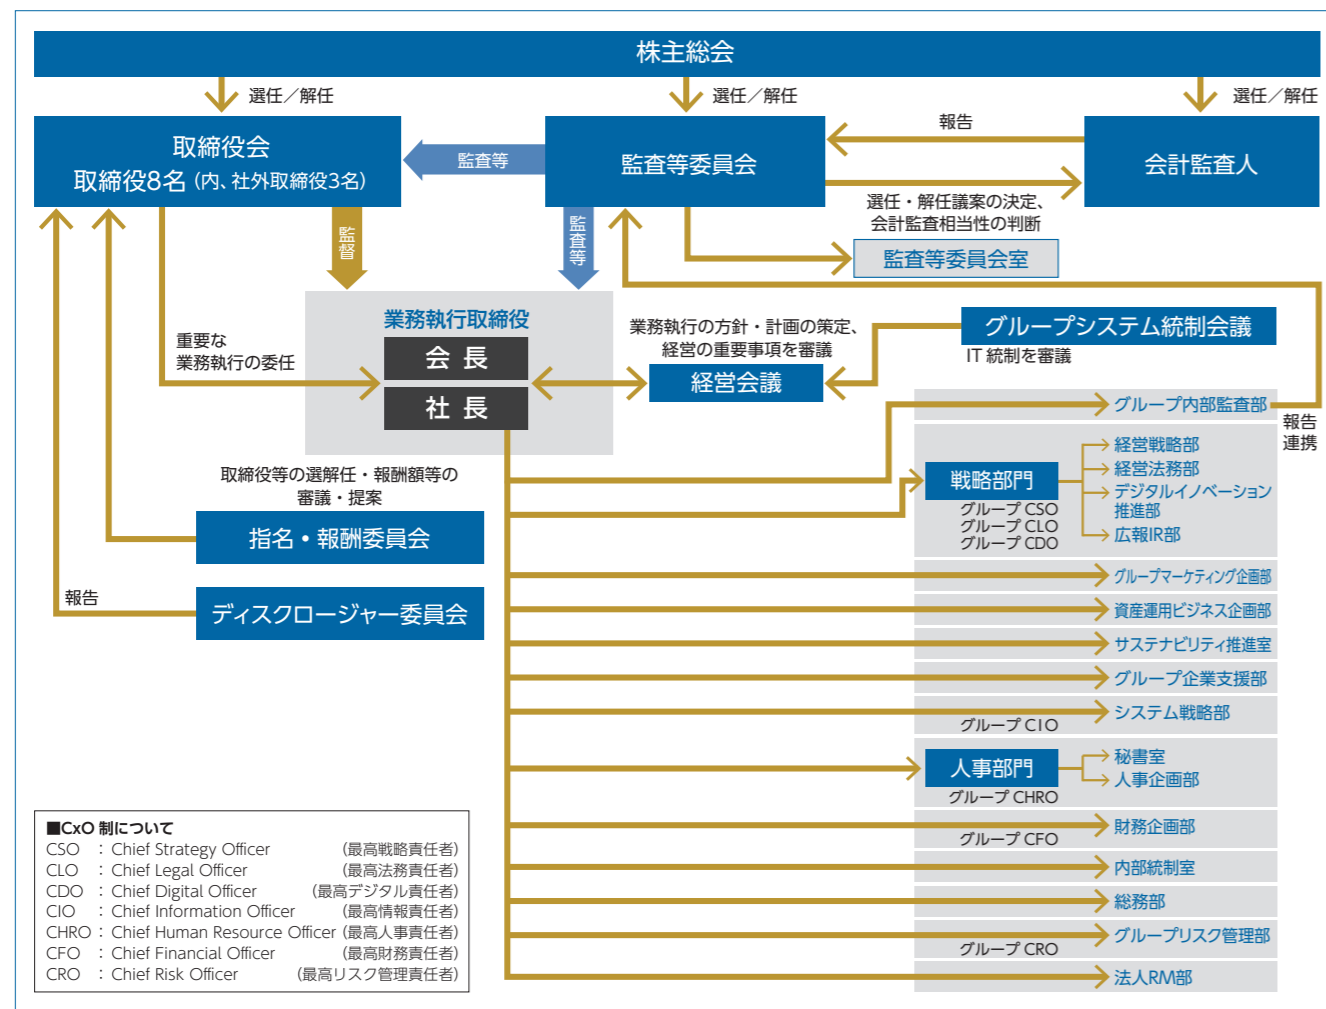 株主総会
選任／解任
選任／解任
選任／解任
取締役会
取締役8名（内、社外取締役3名）
監査等
監査等委員会
報告
会計監査人
選任・解任議案の決定、
会計監査相当性の判断
監査等委員会室
監督
監査等
業務執行取締役
会 長
社 長
重要な
業務執行の委任
業務執行の方針・計画の策定、
経営の重要事項を審議
経営会議
グループシステム統制会議
IT 統制を審議
グループ内部監査部
報告
連携
取締役等の選解任・報酬額等の
審議・提案
指名・報酬委員会
報告
ディスクロージャー委員会
戦略部門
グループ CSO
グループ CLO
グループ CDO
経営戦略部
経営法務部
デジタルイノベーション
推進部
広報IR部
グループマーケティング企画部
資産運用ビジネス企画部
サステナビリティ推進室
グループ企業支援部
システム戦略部
グループ CIO
人事部門
グループ CHRO
秘書室
人事企画部
財務企画部
グループ CFO
内部統制室
総務部
グループリスク管理部
グループ CRO
法人RM部
■CxO 制について
CSO ：Chief Strategy Officer （最高戦略責任者）
CLO ：Chief Legal Officer （最高法務責任者）
CDO ：Chief Digital Officer （最高デジタル責任者）
CIO ：Chief Information Officer （最高情報責任者）
CHRO：Chief Human Resource Officer（最高人事責任者）
CFO ：Chief Financial Officer （最高財務責任者）
CRO ：Chief Risk Officer （最高リスク管理責任者）